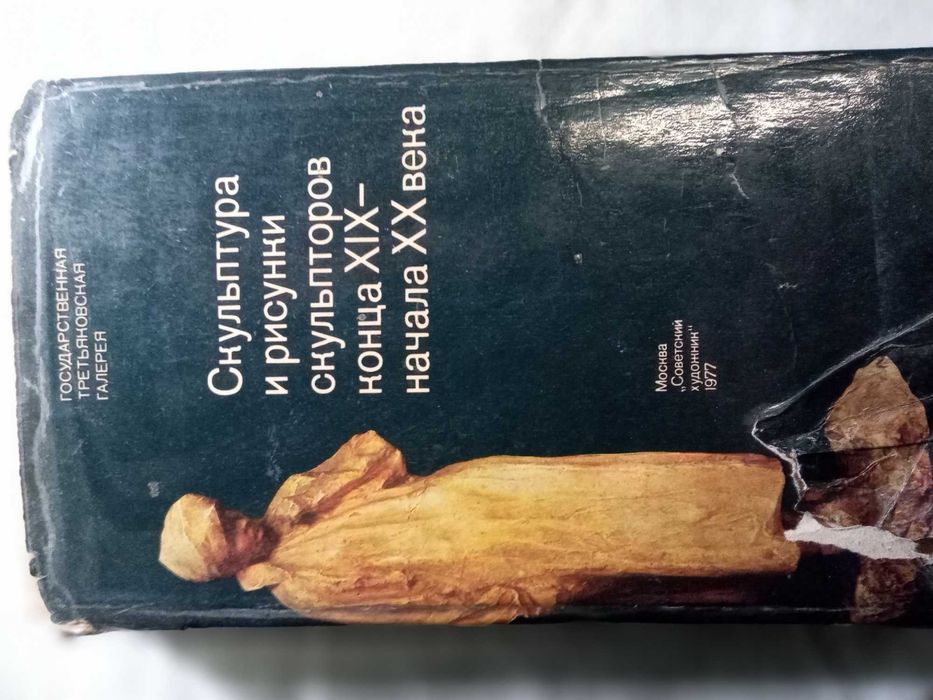 ГОСУДАРСТВЕННАЯ
ТРЕТЬЯКОВСКАЯ
ГАЛЕРЕЯ
Скульптура
и рисунки
скульпторов
конца XIX–
начала XX века
Москва
„Советский
художник"
1977